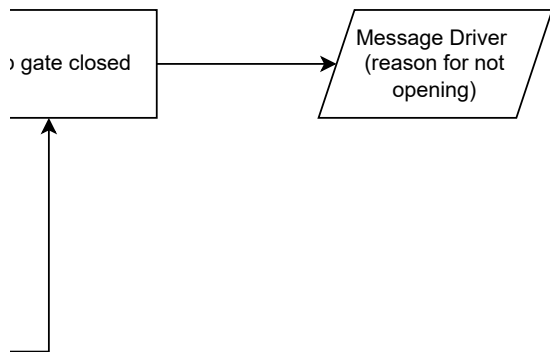 gate closed
Message Driver
(reason for not
opening)